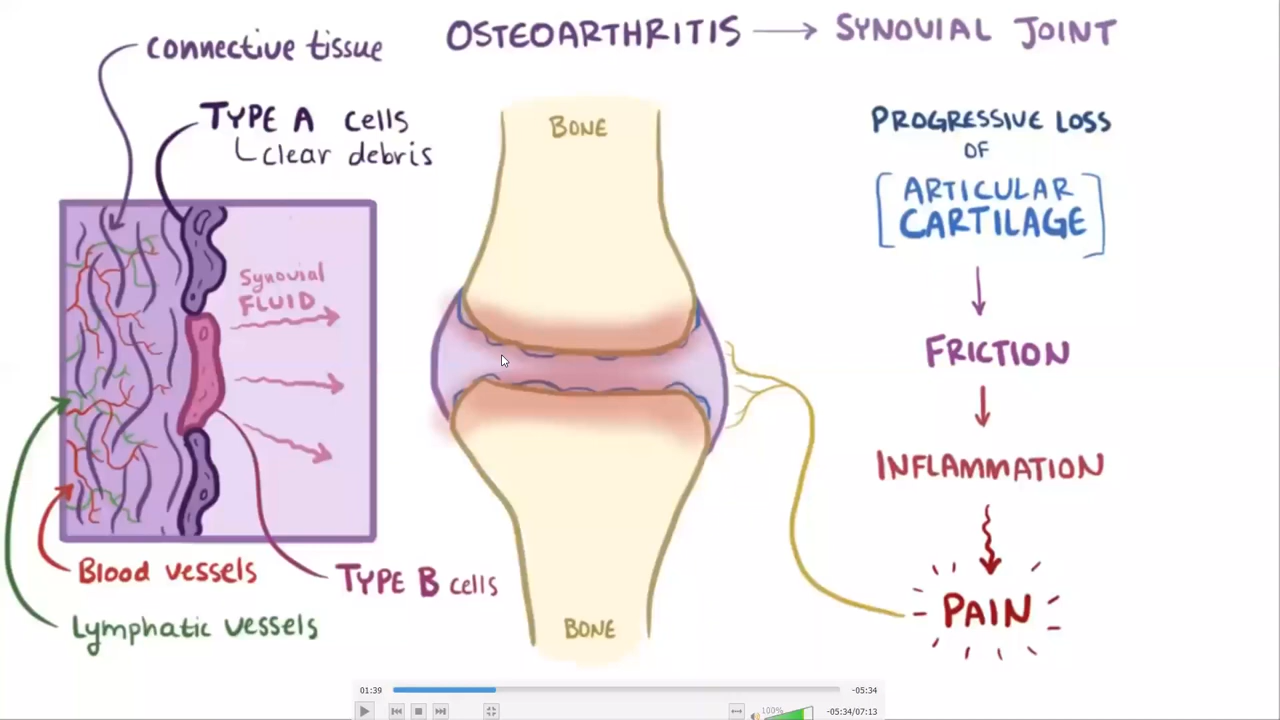 OSTEOARTHRITIS → SYNOVIAL JOINT
connective tissue
TYPE A cells
clear debris
Synovial
FLUID
Blood vessels
Lymphatic vessels
TYPE B cells
BONE
BONE
PROGRESSIVE LOSS
OF
[ARTICULAR
CARTILAGE]
FRICTION
INFLAMMATION
PAIN
01:39
-05:34
100%
-05:34/07:13